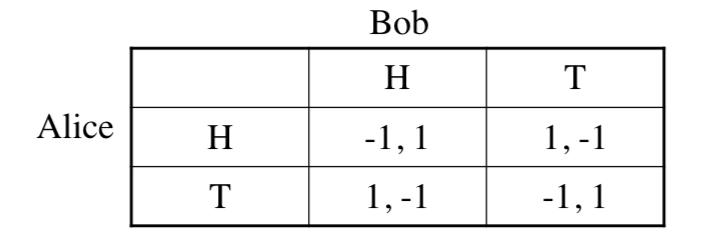 Bob
H T
Alice H -1, 1 1, -1
T 1, -1 -1, 1